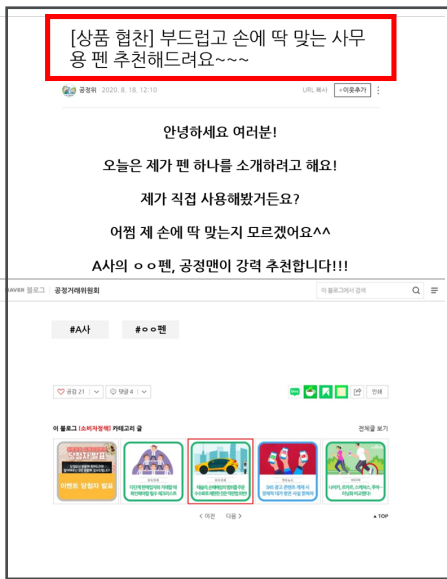 [상품 협찬] 부드럽고 손에 딱 맞는 사무
용 펜 추천해드려요~~~
공정위 2020. 8. 18. 12:10
URL 복사 +이웃추가
안녕하세요 여러분!
오늘은 제가 펜 하나를 소개하려고 해요!
제가 직접 사용해봤거든요?
어쩜 제 손에 딱 맞는지 모르겠어요^^
A사의 ㅇㅇ펜, 공정맨이 강력 추천합니다!!!
NAVER 블로그 공정거래위원회
이 블로그에서 검색
#A사 #ㅇㅇ펜
공감 21 댓글 4
인쇄
이 블로그 [소비자정책] 카테고리 글
전체글 보기
당첨자 발표
이벤트 당첨자 발표
< 이전 다음 >
▲ TOP